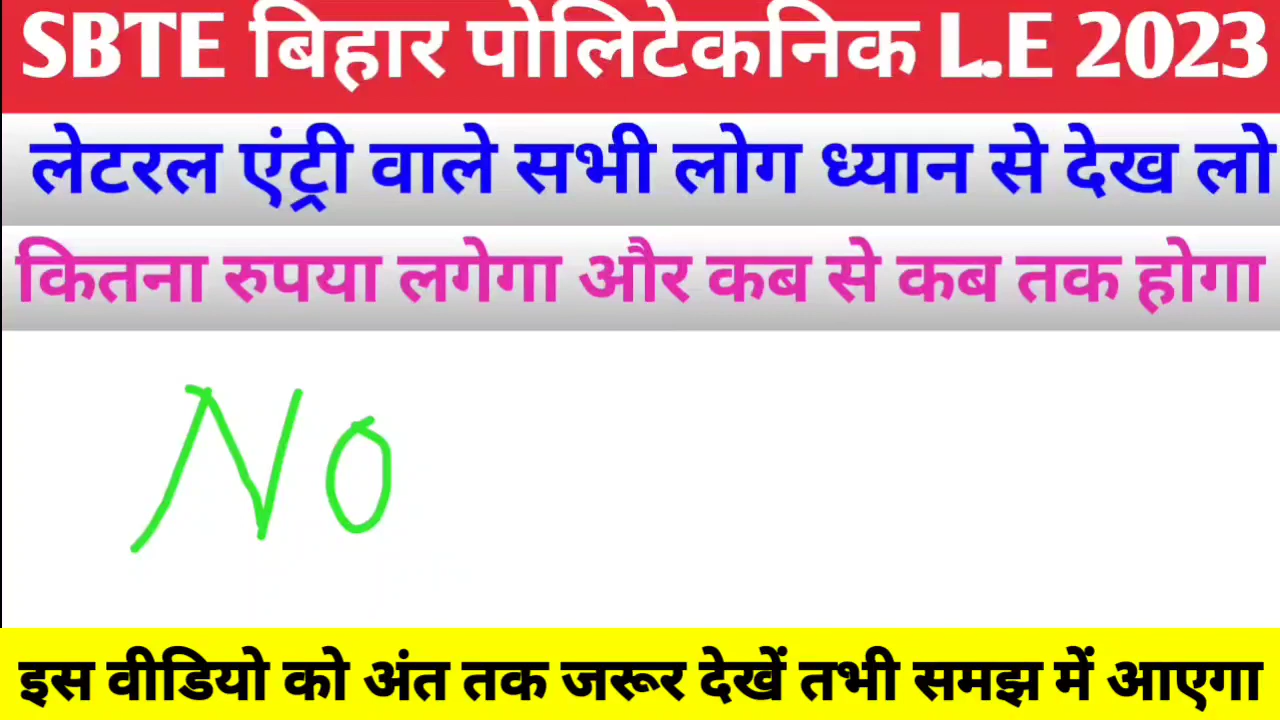 SBTE बिहार पोलिटेकनिक L.E 2023
लेटरल एंट्री वाले सभी लोग ध्यान से देख लो
कितना रुपया लगेगा और कब से कब तक होगा
No
इस वीडियो को अंत तक जरूर देखें तभी समझ में आएगा